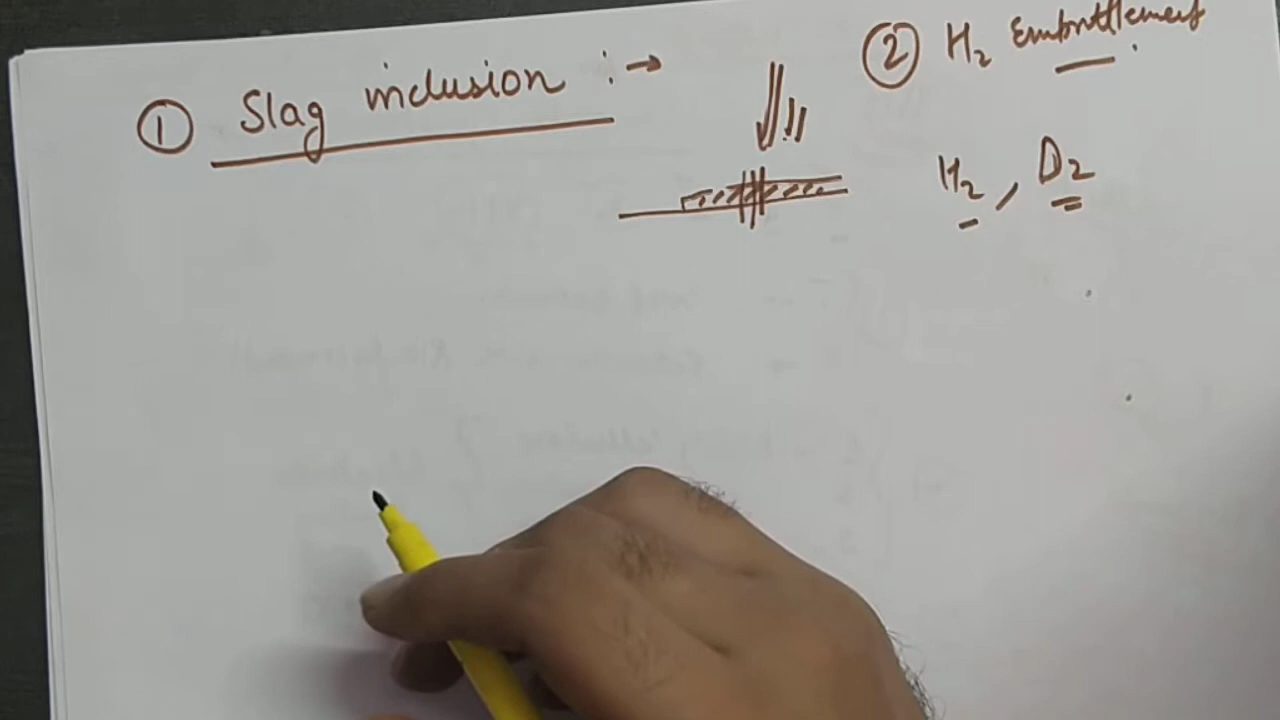 ① Slag inclusion :→
② H₂ Embrittlement
H₂, D₂